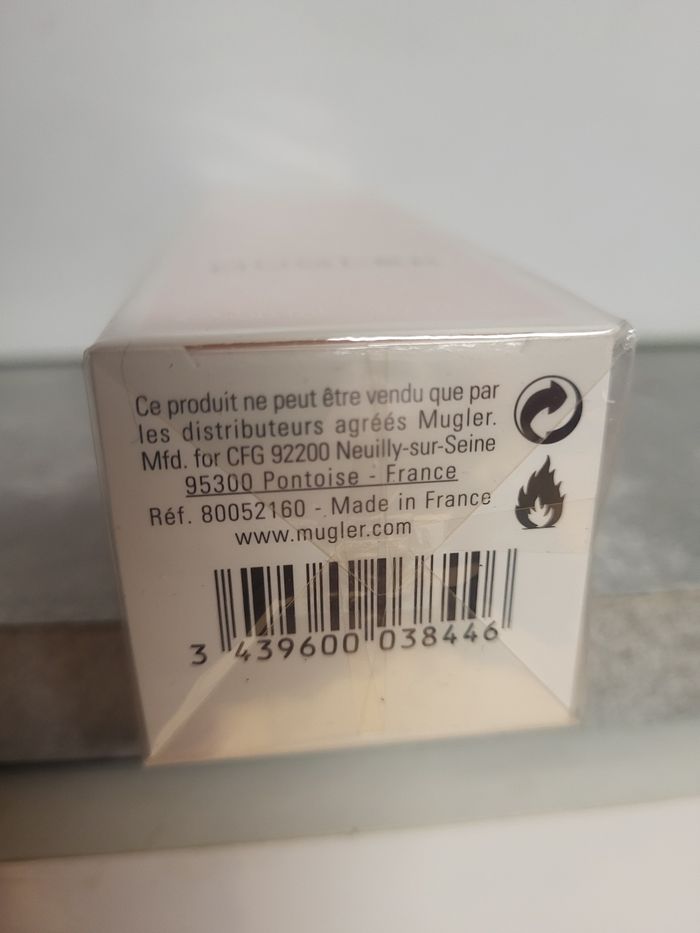 Ce produit ne peut être vendu que par
les distributeurs agréés Mugler.
Mfd. for CFG 92200 Neuilly-sur-Seine
95300 Pontoise - France
Réf. 80052160 - Made in France
www.mugler.com
3 439600 038446